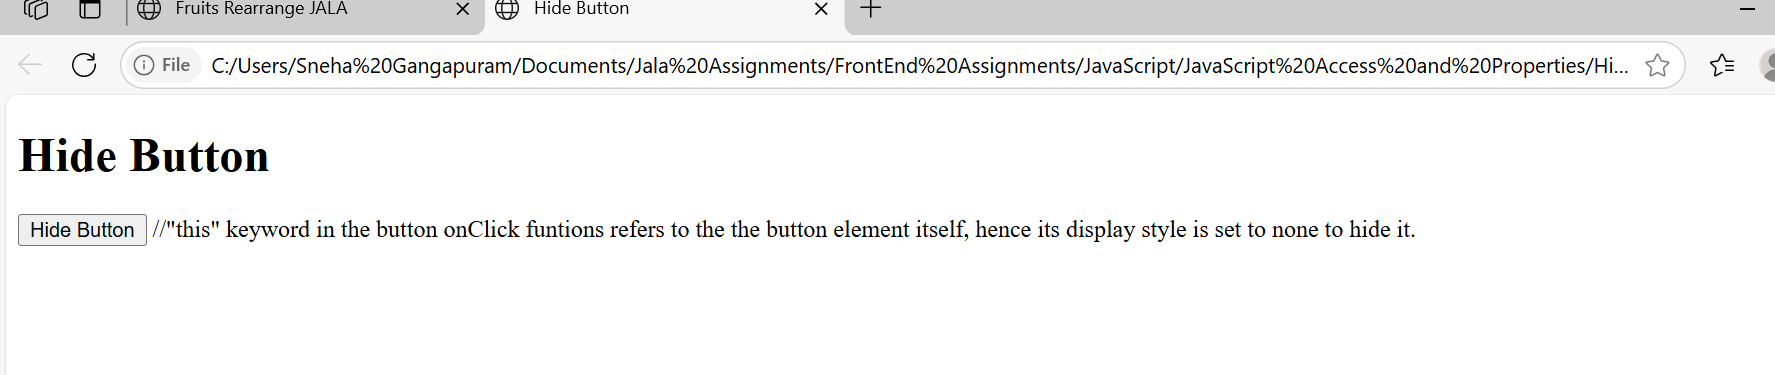 Fruits Rearrange JALA
Hide Button
File C:/Users/Sneha%20Gangapuram/Documents/Jala%20Assignments/FrontEnd%20Assignments/JavaScript/JavaScript%20Access%20and%20Properties/Hi...
Hide Button
Hide Button //"this" keyword in the button onClick funtions refers to the the button element itself, hence its display style is set to none to hide it.